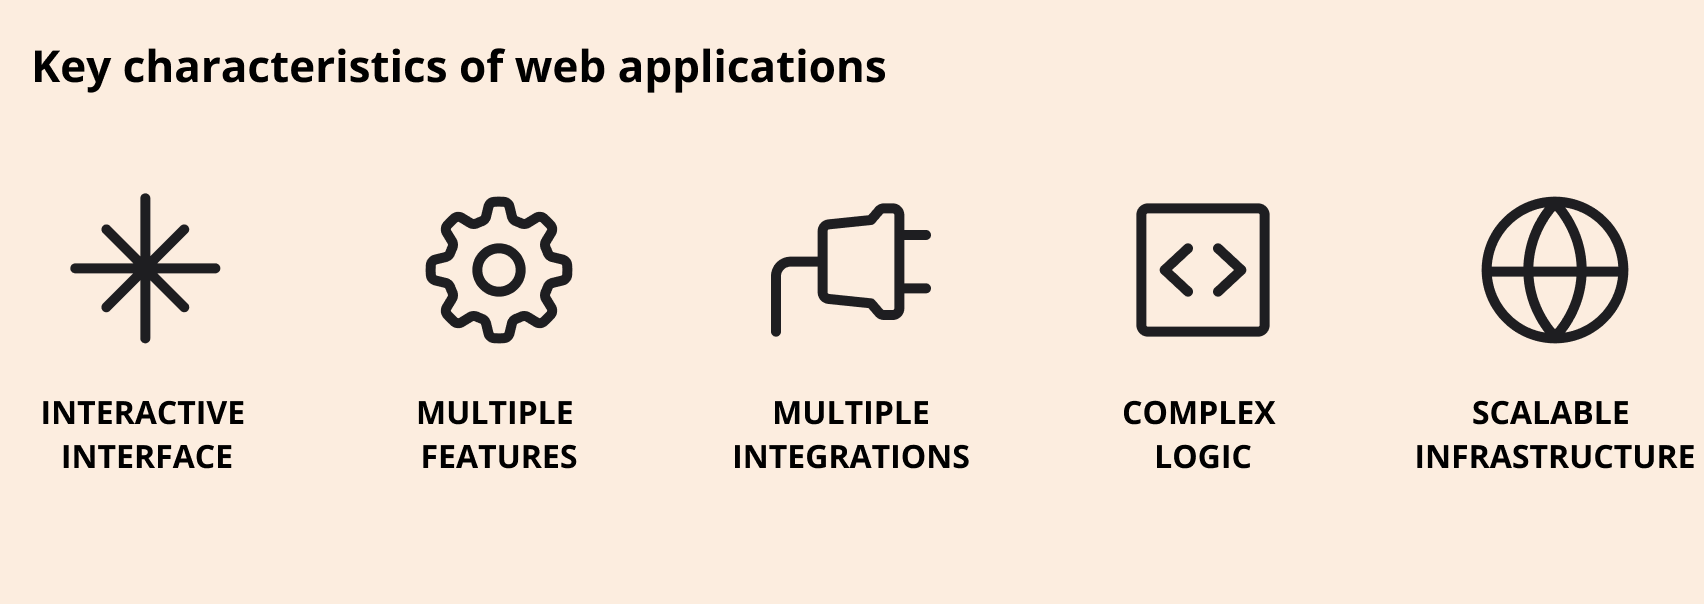 Key characteristics of web applications
INTERACTIVE
INTERFACE
MULTIPLE
FEATURES
MULTIPLE
INTEGRATIONS
COMPLEX
LOGIC
SCALABLE
INFRASTRUCTURE